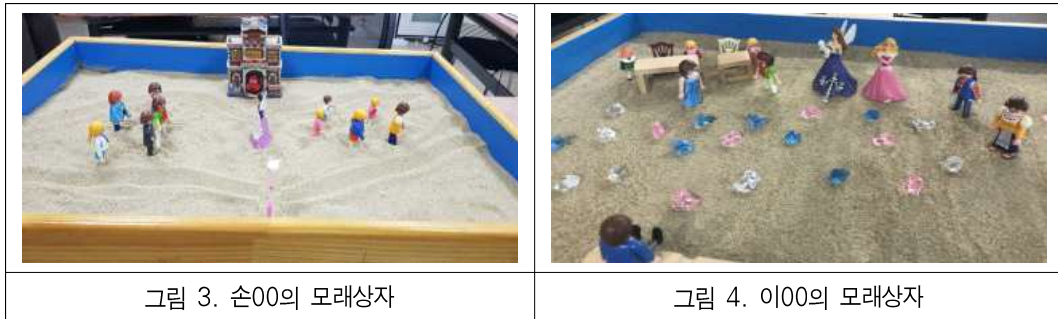 그림 3. 손00의 모래상자
그림 4. 이00의 모래상자